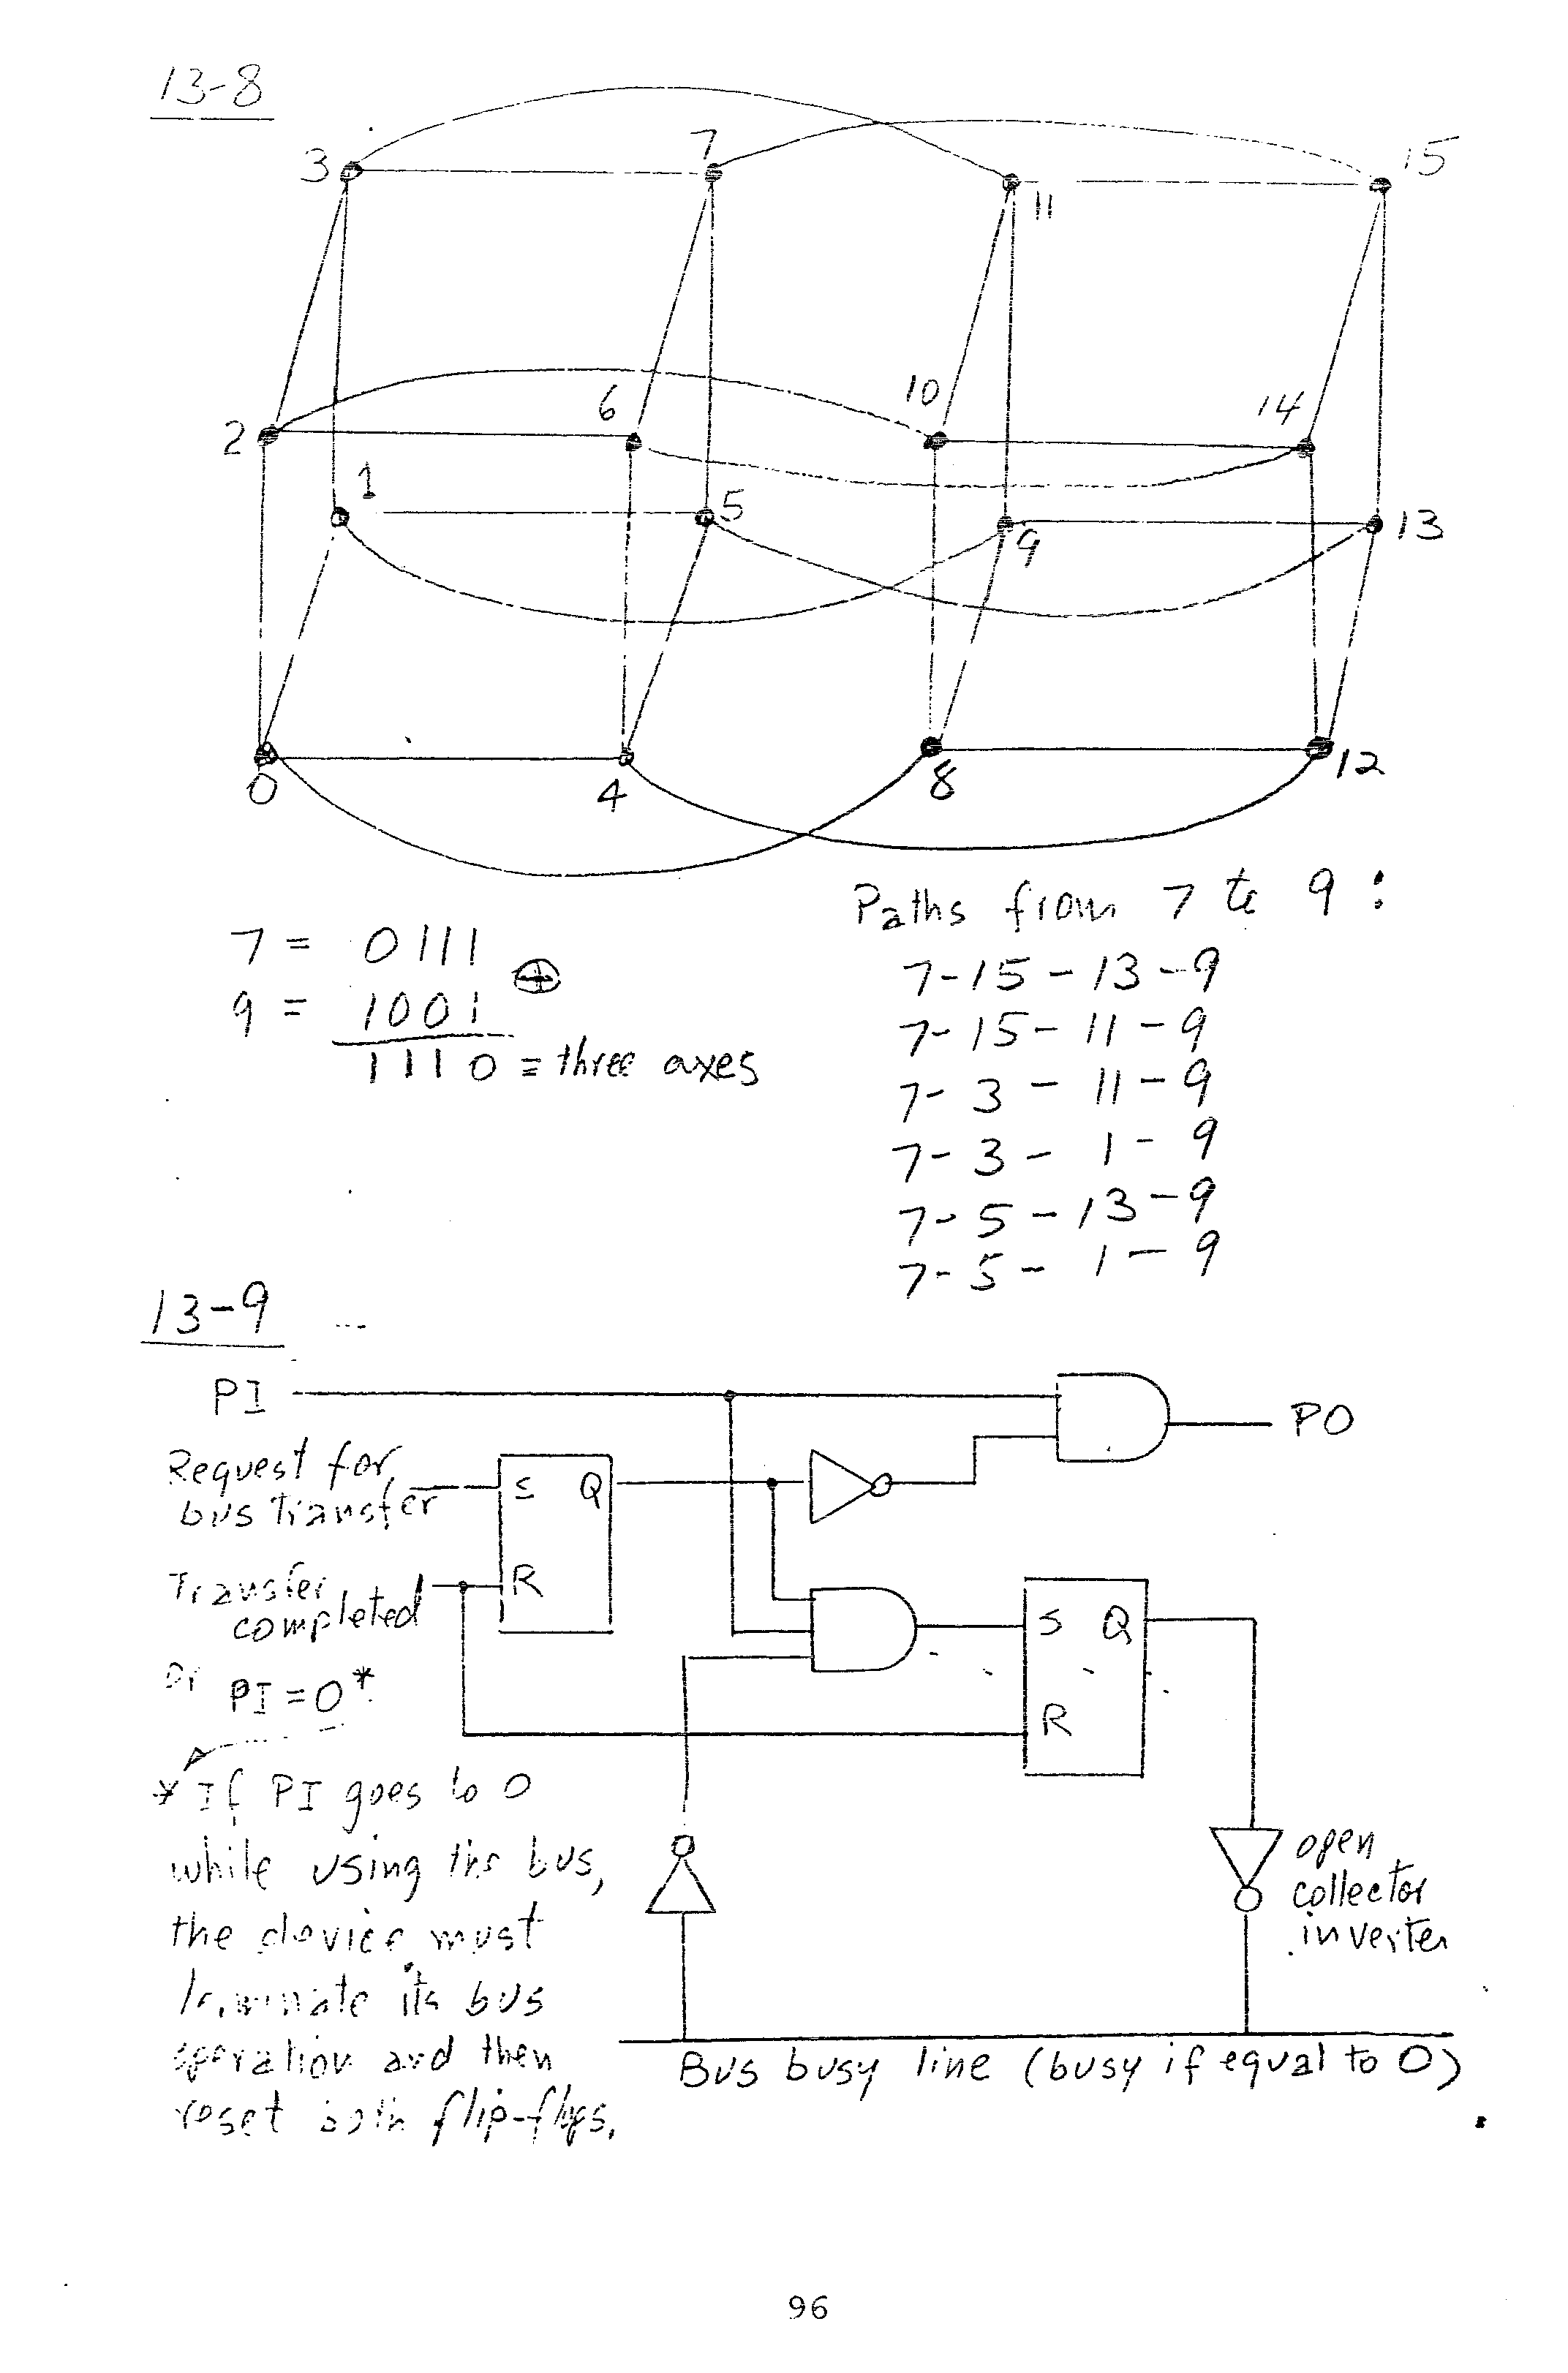 13-8
3 7 11 15
2 6 10 14
1 5 9 13
0 4 8 12
Paths from 7 to 9 :
7-15-13-9
7-15-11-9
7-3-11-9
7-3-1-9
7-5-13-9
7-5-1-9
7 = 0111
9 = 1001 ⊕
1110 = three axes
13-9
PI
PO
Request for
bus transfer
S Q
R
Transfer
completed
or PI=0*
S Q
R
* If PI goes to 0
while using the bus,
the device must
terminate its bus
operation and then
reset both flip-flops.
open
collector
inverter
Bus busy line (busy if equal to 0)
96